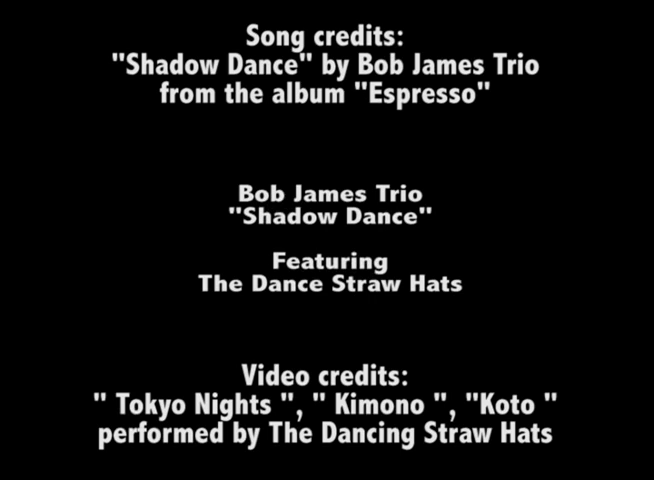 Song credits:
"Shadow Dance" by Bob James Trio
from the album "Espresso"
Bob James Trio
"Shadow Dance"
Featuring
The Dance Straw Hats
Video credits:
" Tokyo Nights ", " Kimono ", "Koto "
performed by The Dancing Straw Hats